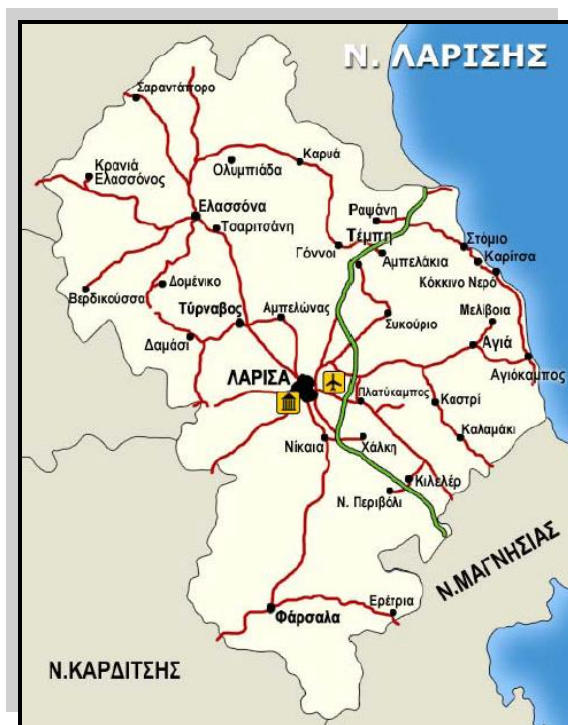 Ν. ΛΑΡΙΣΗΣ
Σαραντάπορο
Κρανιά
Ελασσόνος
Ολυμπιάδα
Καρυά
Ελασσόνα
Τσαριτσάνη
Ραψάνη
Τέμπη
Γόννοι
Αμπελάκια
Στόμιο
Καρίτσα
Κόκκινο Νερό
Βερδικούσσα
Δομένικο
Τύρναβος
Αμπελώνας
Συκούριο
Μελίβοια
Δαμάσι
Αγιά
Αγιόκαμπος
ΛΑΡΙΣΑ
Πλατύκαμπος
Καστρί
Καλαμάκι
Νίκαια
Χάλκη
Κιλελέρ
Ν. Περιβόλι
Ν.ΜΑΓΝΗΣΙΑΣ
Ερέτρια
Φάρσαλα
Ν.ΚΑΡΔΙΤΣΗΣ